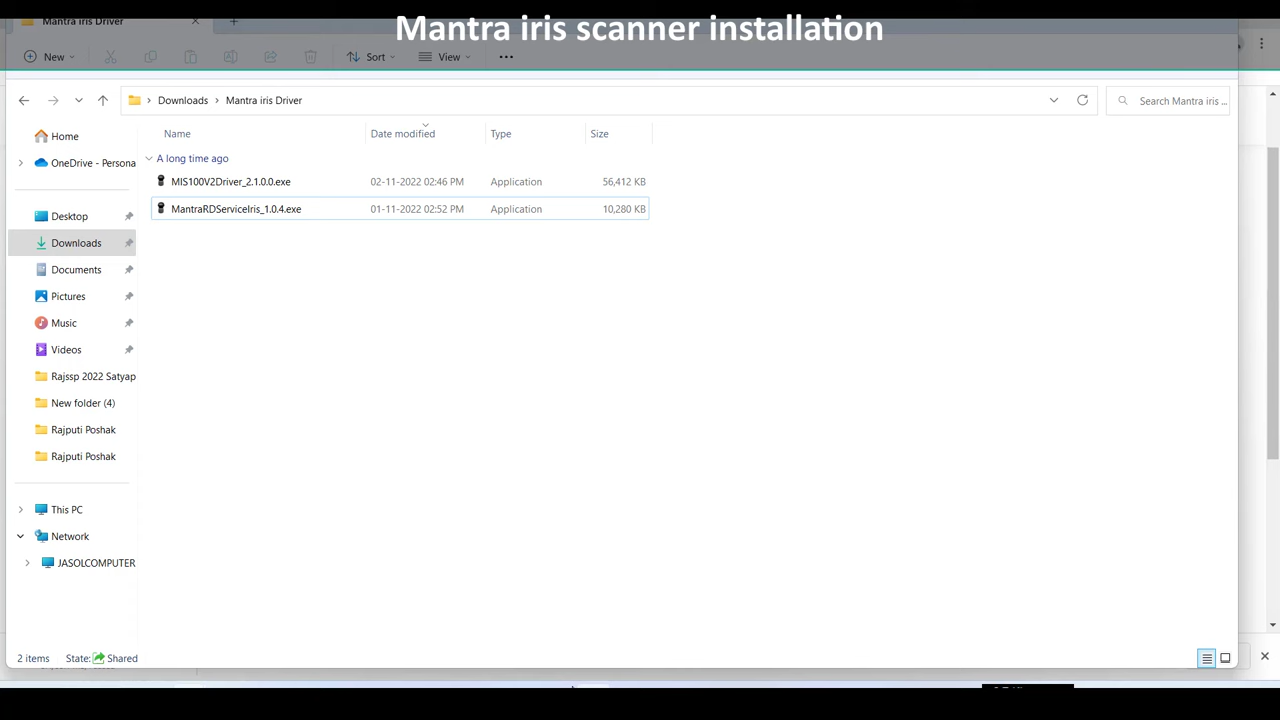 Mantra iris Driver
Mantra iris scanner installation
New
Sort
View
Downloads
Mantra iris Driver
Search Mantra iris ...
Name
Date modified
Type
Size
A long time ago
MIS100V2Driver_2.1.0.0.exe 02-11-2022 02:46 PM Application 56,412 KB
MantraRDServiceIris_1.0.4.exe 01-11-2022 02:52 PM Application 10,280 KB
Home
OneDrive - Persona
Desktop
Downloads
Documents
Pictures
Music
Videos
Rajssp 2022 Satyap
New folder (4)
Rajputi Poshak
Rajputi Poshak
This PC
Network
JASOLCOMPUTER
2 items State: Shared